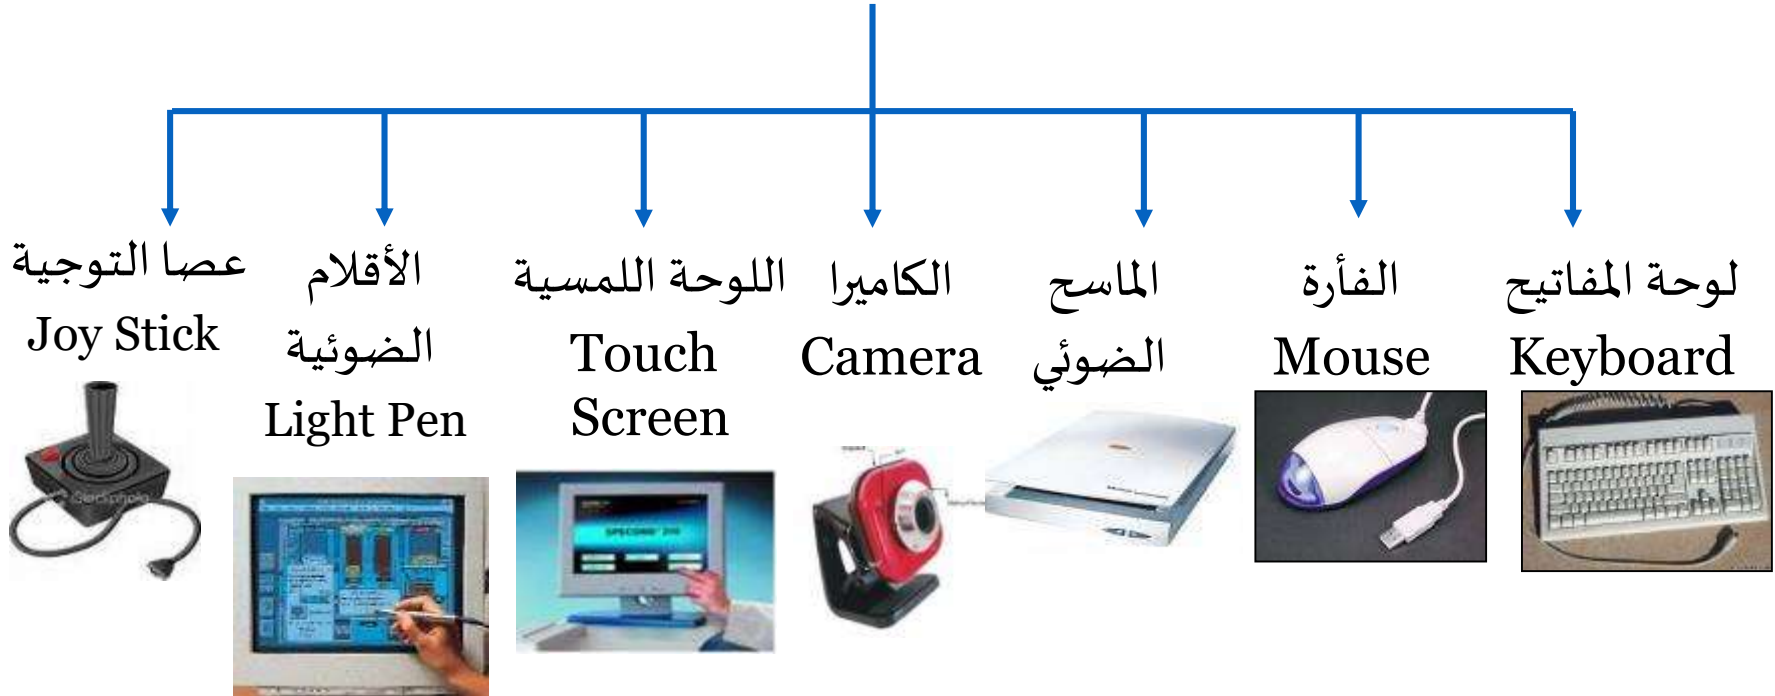 لوحة المفاتيح
Keyboard
الفأرة
Mouse
الماسح
الضوئي
الكاميرا
Camera
اللوحة اللمسية
Touch
Screen
الأقلام
الضوئية
Light Pen
عصا التوجية
Joy Stick